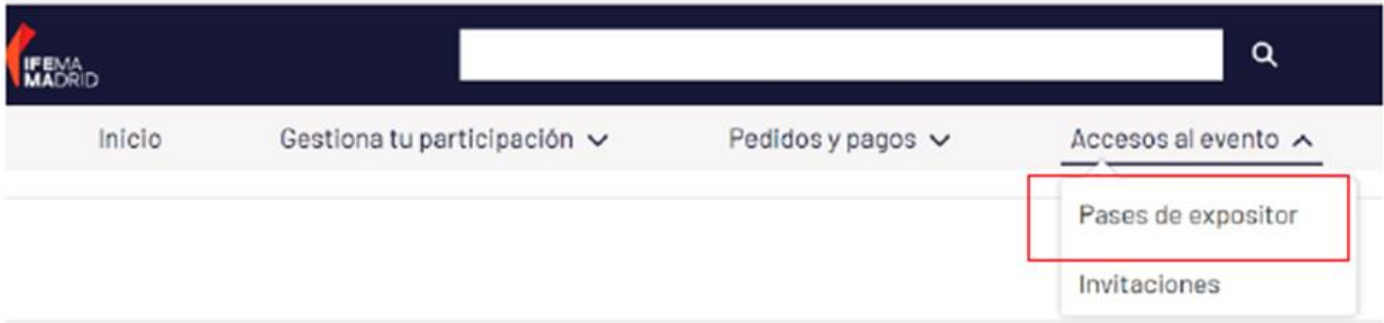 IFEMA
MADRID
Inicio
Gestiona tu participación
Pedidos y pagos
Accesos al evento
Pases de expositor
Invitaciones